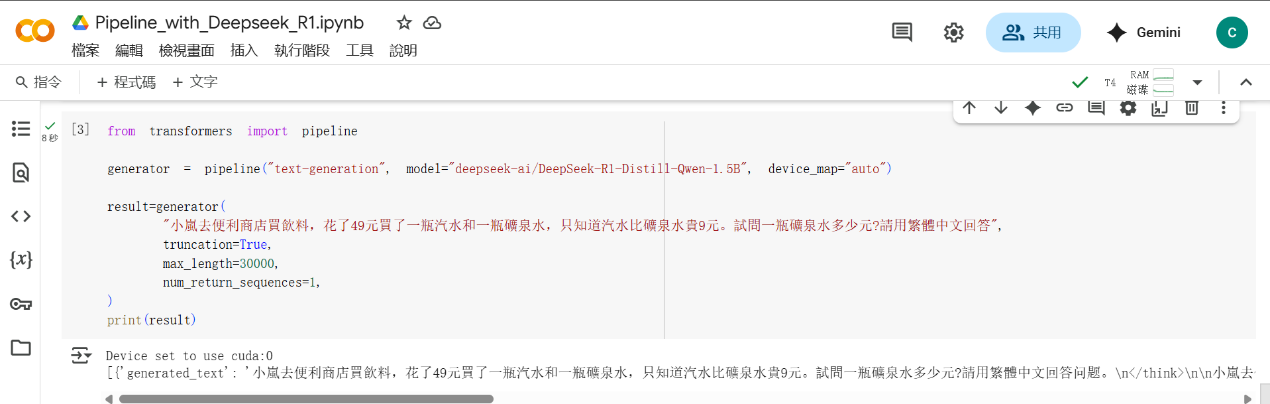 Pipeline_with_Deepseek_R1.ipynb
檔案 編輯 檢視畫面 插入 執行階段 工具 說明
共用
Gemini
C
指令 + 程式碼 + 文字
T4 RAM
磁碟
8 秒
[3]
from transformers import pipeline
generator = pipeline("text-generation", model="deepseek-ai/DeepSeek-R1-Distill-Qwen-1.5B", device_map="auto")
result=generator(
"小嵐去便利商店買飲料，花了49元買了一瓶汽水和一瓶礦泉水，只知道汽水比礦泉水貴9元。試問一瓶礦泉水多少元?請用繁體中文回答",
truncation=True,
max_length=30000,
num_return_sequences=1,
)
print(result)
Device set to use cuda:0
[{'generated_text': '小嵐去便利商店買飲料，花了49元買了一瓶汽水和一瓶礦泉水，只知道汽水比礦泉水貴9元。試問一瓶礦泉水多少元?請用繁體中文回答问题。\n</think>\n\n小嵐去